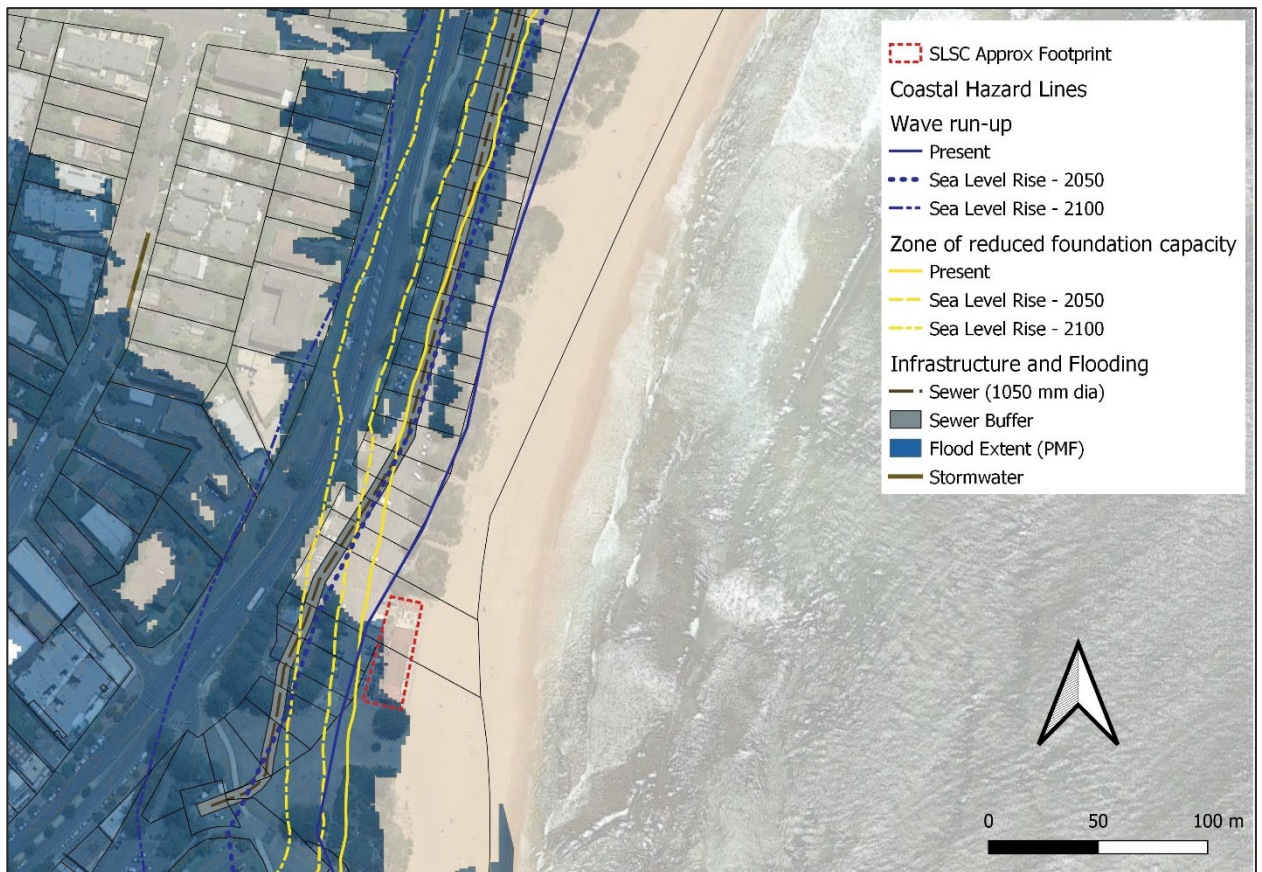 SLSC Approx Footprint
Coastal Hazard Lines
Wave run-up
Present
Sea Level Rise - 2050
Sea Level Rise - 2100
Zone of reduced foundation capacity
Present
Sea Level Rise - 2050
Sea Level Rise - 2100
Infrastructure and Flooding
Sewer (1050 mm dia)
Sewer Buffer
Flood Extent (PMF)
Stormwater
0 50 100 m